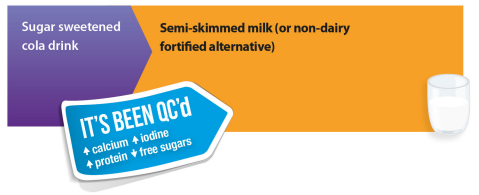 Sugar sweetened
cola drink
Semi-skimmed milk (or non-dairy
fortified alternative)
IT'S BEEN QC'd
↑ calcium ↑ iodine
↑ protein ↓ free sugars